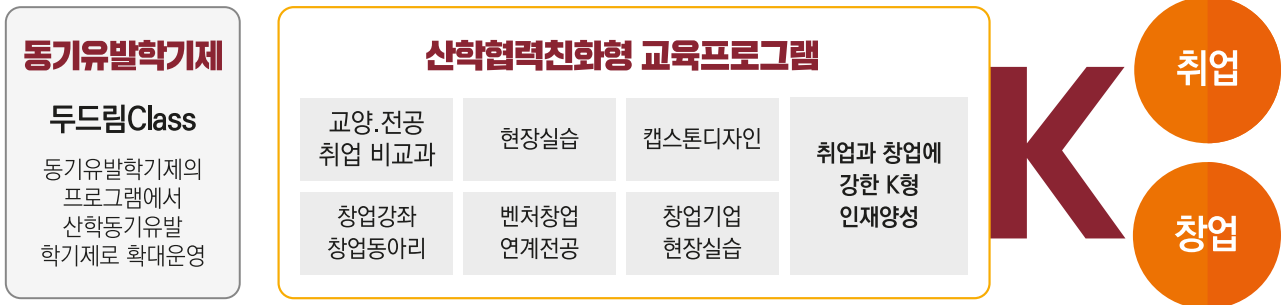 동기유발학기제
두드림Class
동기유발학기제의
프로그램에서
산학동기유발
학기제로 확대운영
산학협력친화형 교육프로그램
교양.전공
취업 비교과
현장실습
캡스톤디자인
창업강좌
창업동아리
벤처창업
연계전공
창업기업
현장실습
취업과 창업에
강한 K형
인재양성
K
취업
창업